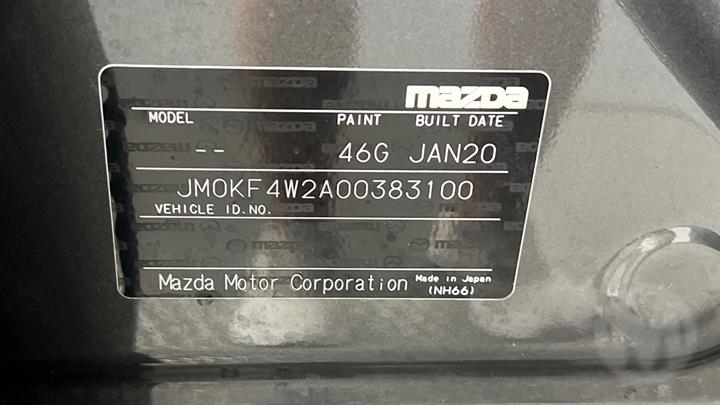 mazda
MODEL PAINT BUILT DATE
-- 46G JAN20
JM0KF4W2A00383100
VEHICLE ID.NO.
Mazda Motor Corporation Made in Japan
(NH66)